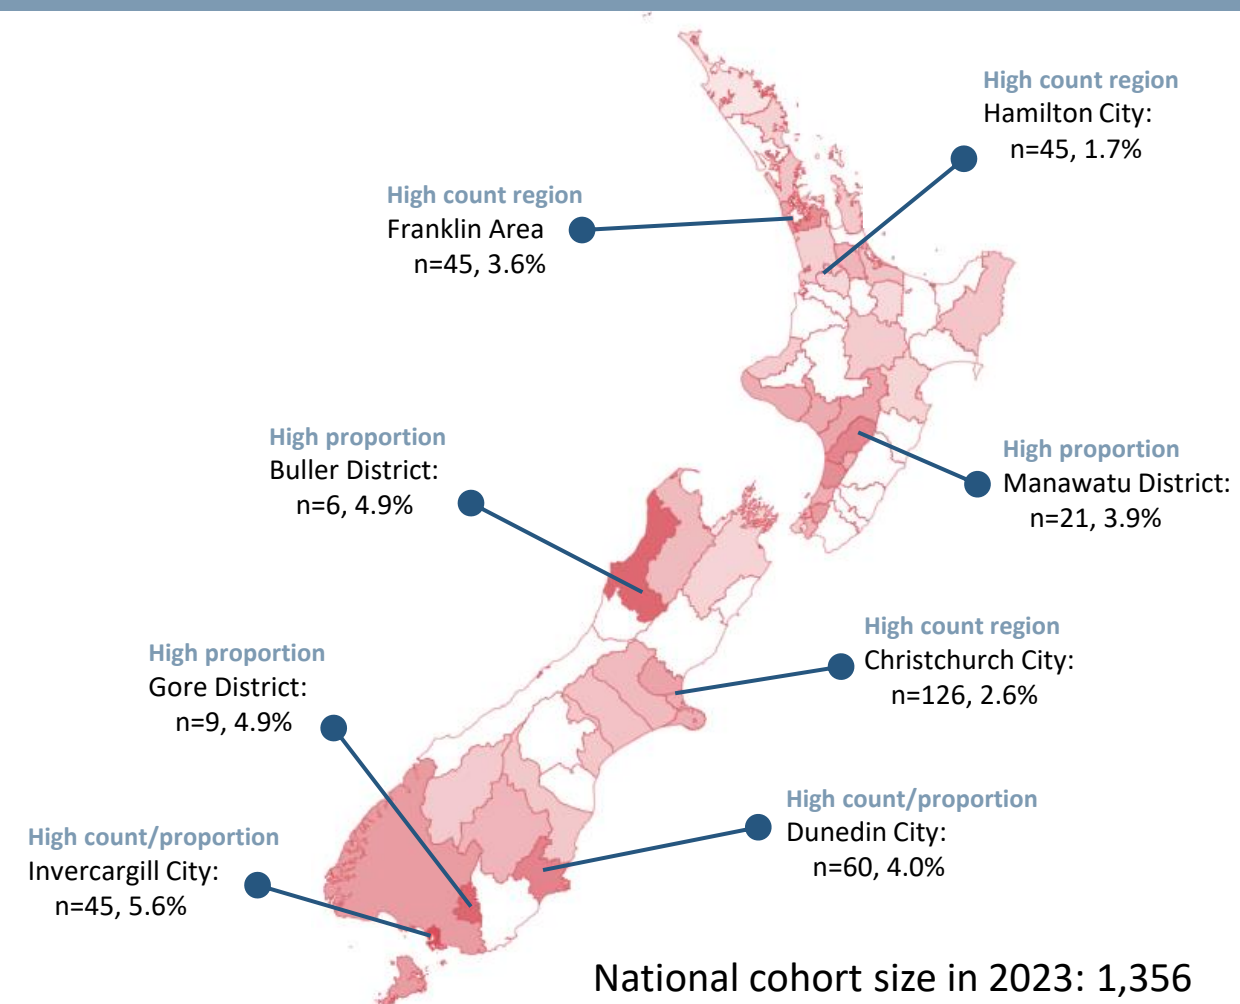 High count region
Hamilton City:
n=45, 1.7%
High count region
Franklin Area
n=45, 3.6%
High proportion
Buller District:
n=6, 4.9%
High proportion
Manawatu District:
n=21, 3.9%
High count region
Christchurch City:
n=126, 2.6%
High proportion
Gore District:
n=9, 4.9%
High count/proportion
Dunedin City:
n=60, 4.0%
High count/proportion
Invercargill City:
n=45, 5.6%
National cohort size in 2023: 1,356